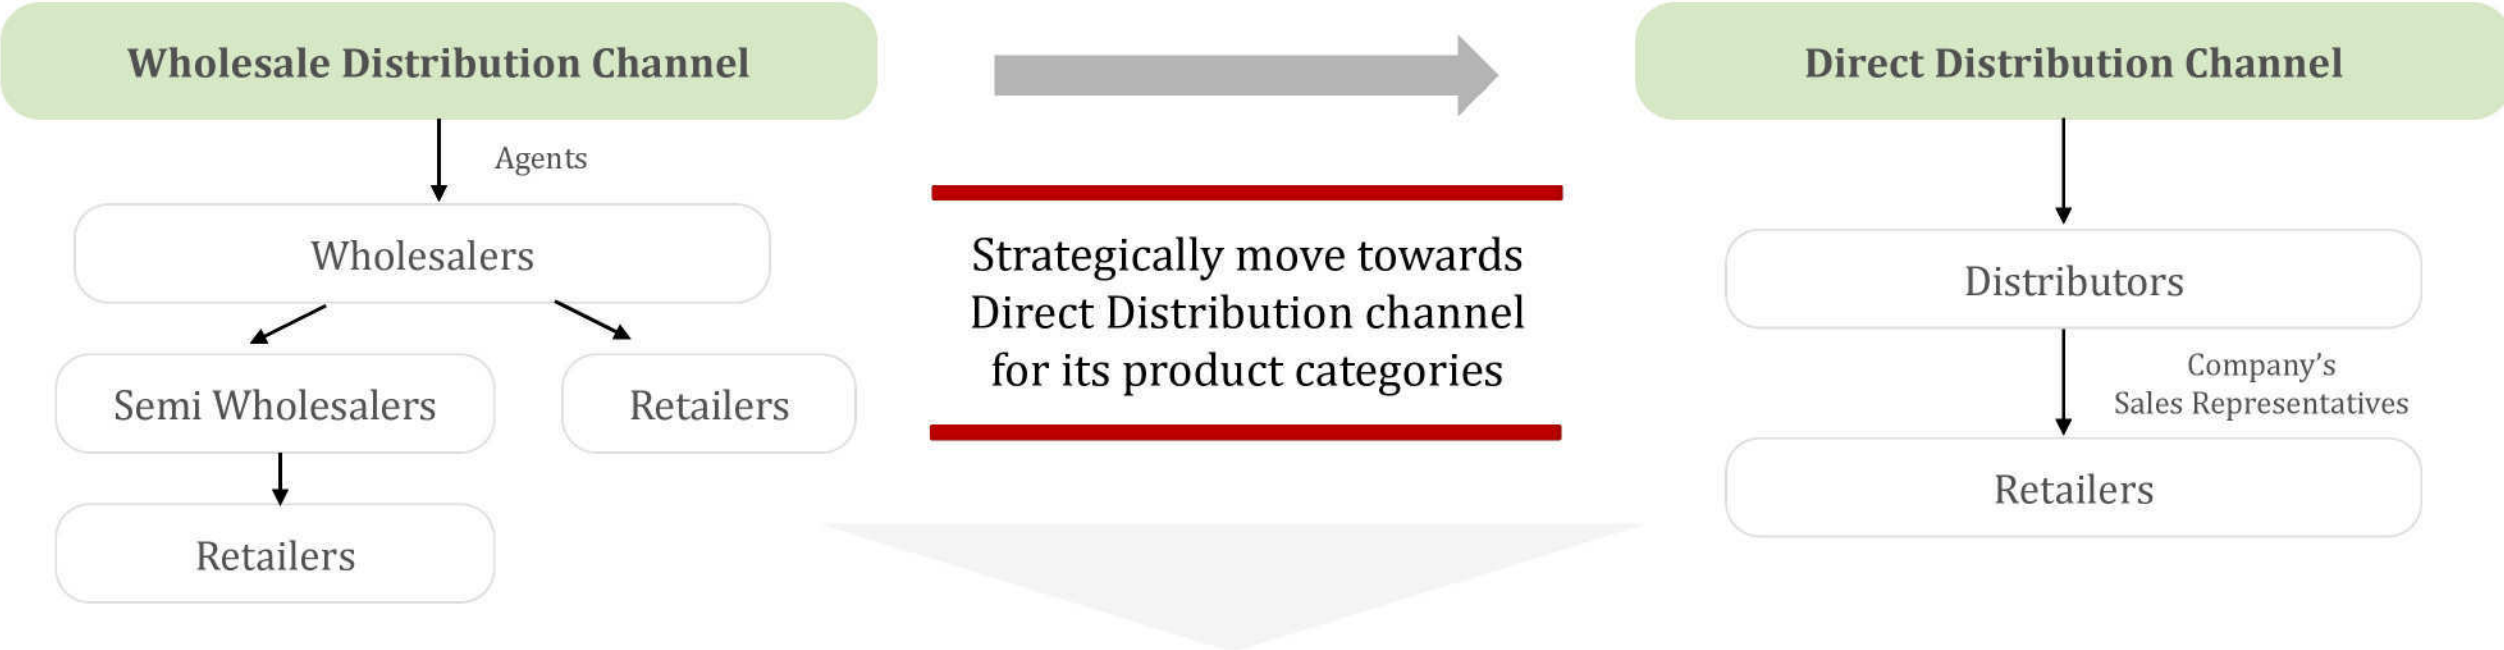 Wholesale Distribution Channel
Agents
Wholesalers
Semi Wholesalers
Retailers
Retailers
Strategically move towards
Direct Distribution channel
for its product categories
Direct Distribution Channel
Distributors
Company’s
Sales Representatives
Retailers